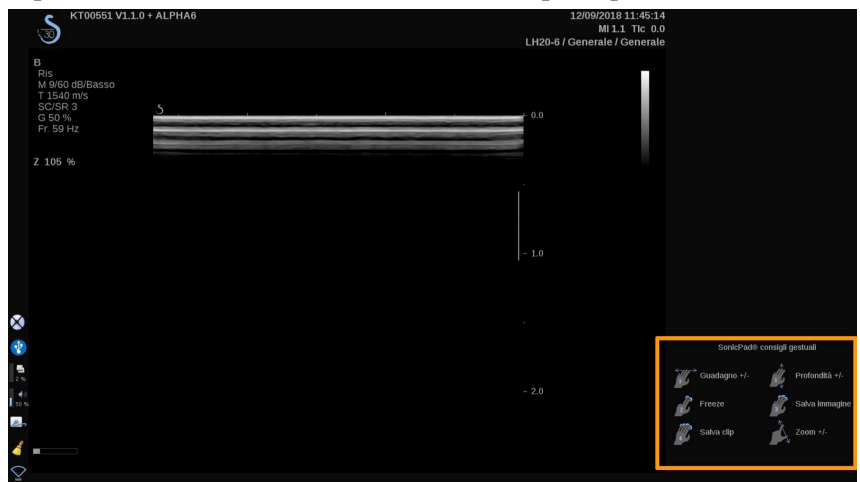 KT00551 V1.1.0 + ALPHA6
12/09/2018 11:45:14
MI 1.1 TIc 0.0
LH20-6 / Generale / Generale
30
B
Ris
M 9/60 dB/Basso
T 1540 m/s
SC/SR 3
G 50 %
Fr. 59 Hz
Z 105 %
S
- 0.0
- 1.0
- 2.0
2 %
50 %
SonicPad® consigli gestuali
Guadagno +/-
Profondità +/-
Freeze
Salva immagine
Salva clip
Zoom +/-